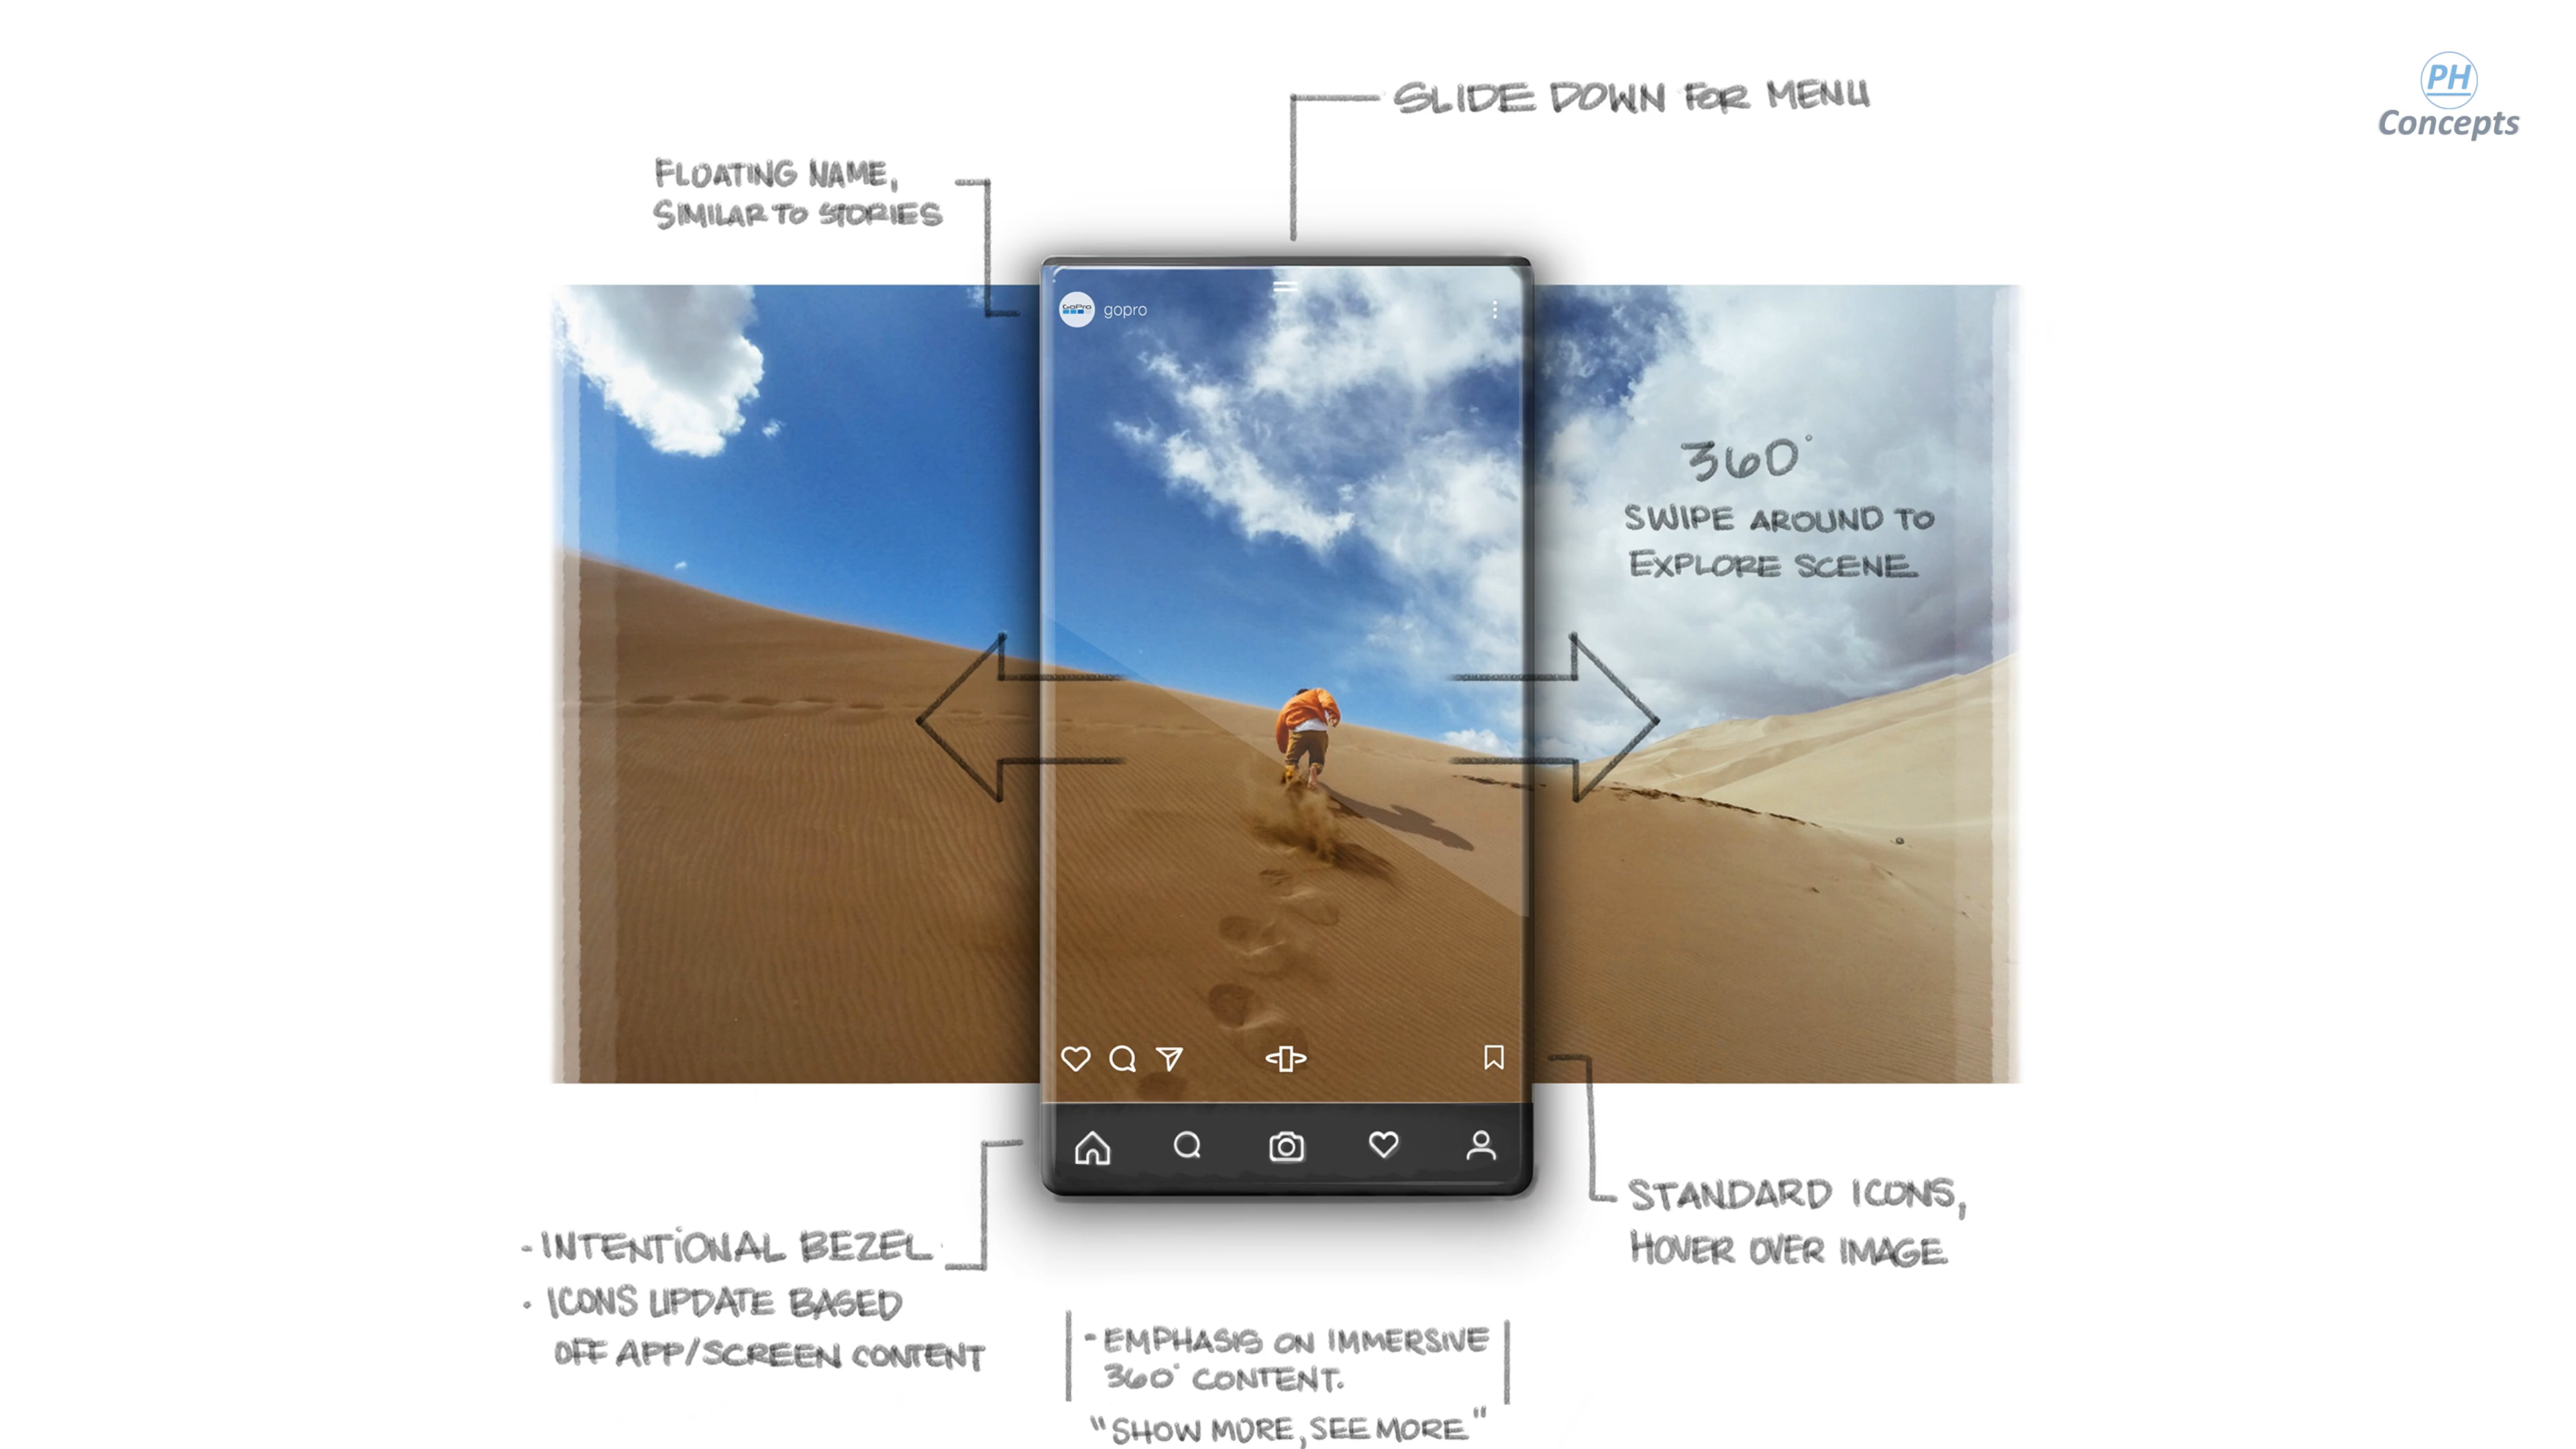 SLIDE DOWN FOR MENU
PH
Concepts
FLOATING NAME,
SIMILAR TO STORIES
GoPro
gopro
360°
SWIPE AROUND TO
EXPLORE SCENE
- INTENTIONAL BEZEL
· ICONS UPDATE BASED
OFF APP/SCREEN CONTENT
STANDARD ICONS,
HOVER OVER IMAGE
- EMPHASIS ON IMMERSIVE
360° CONTENT.
"SHOW MORE, SEE MORE"